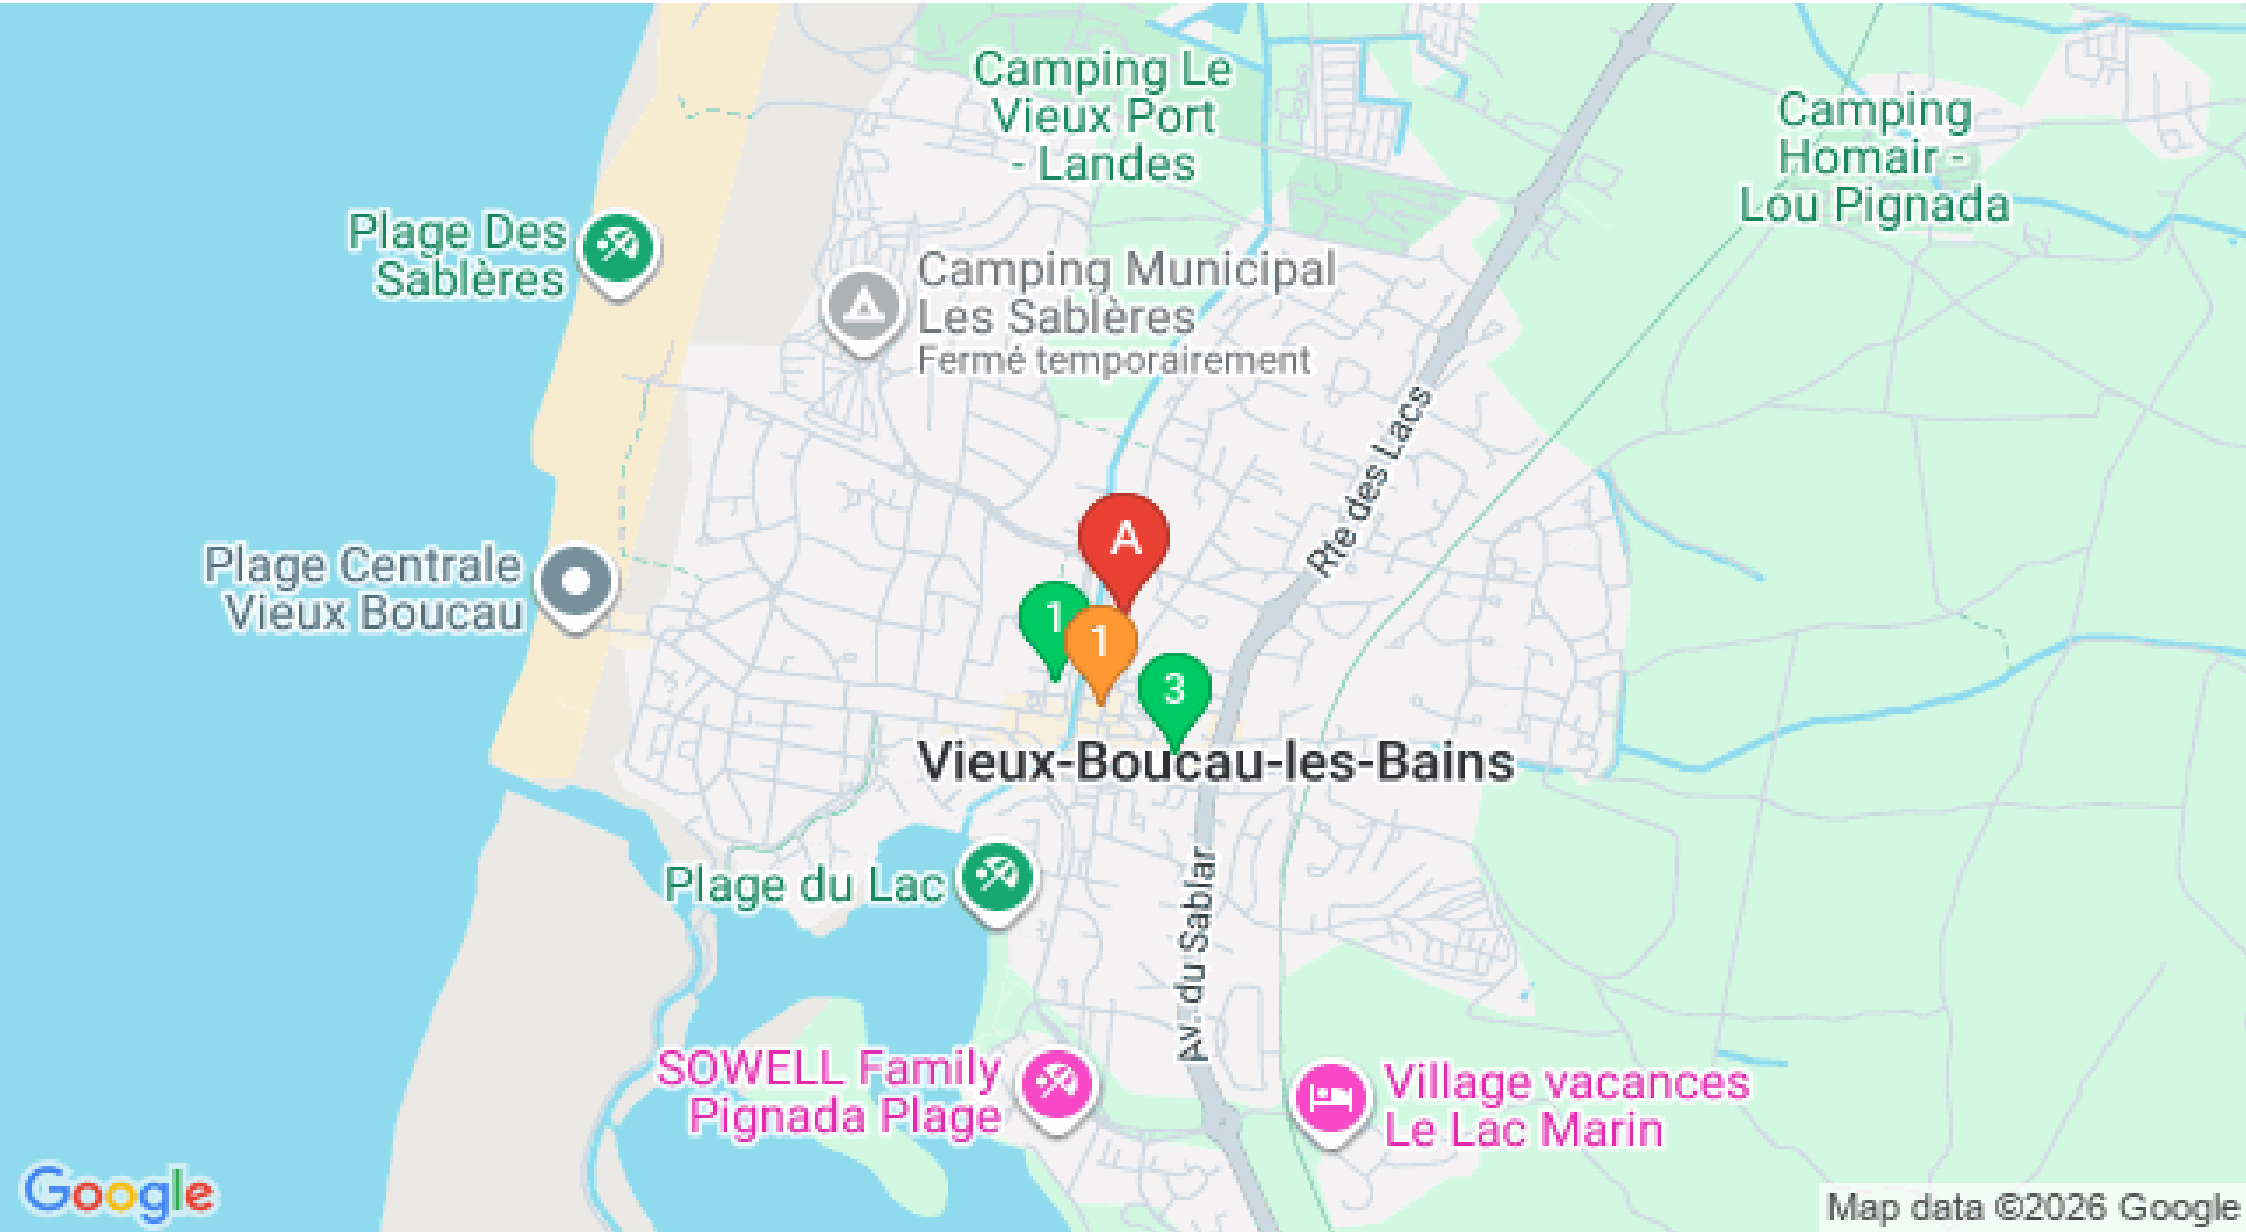 Camping Le
Vieux Port
- Landes
Camping
Homair -
Lou Pignada
Plage Des
Sablères
Camping Municipal
Les Sablères
Fermé temporairement
Rte des Lacs
A
Plage Centrale
Vieux Boucau
1
1
3
Vieux-Boucau-les-Bains
Plage du Lac
Av. du Sablar
SOWELL Family
Pignada Plage
Village vacances
Le Lac Marin
Google
Map data ©2026 Google